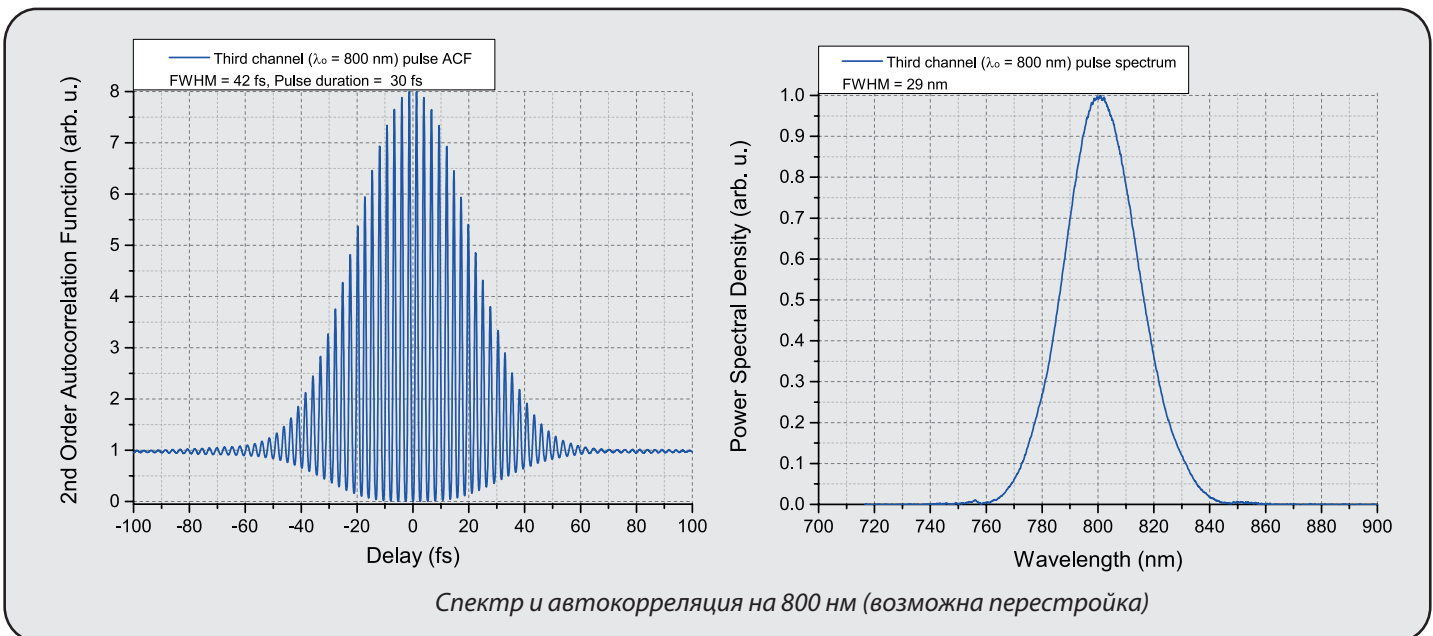 Third channel (λ₀ = 800 nm) pulse ACF
FWHM = 42 fs, Pulse duration = 30 fs
2nd Order Autocorrelation Function (arb. u.)
8
7
6
5
4
3
2
1
0
-100 -80 -60 -40 -20 0 20 40 60 80 100
Delay (fs)
Third channel (λ₀ = 800 nm) pulse spectrum
FWHM = 29 nm
Power Spectral Density (arb. u.)
1.0
0.9
0.8
0.7
0.6
0.5
0.4
0.3
0.2
0.1
0.0
700 720 740 760 780 800 820 840 860 880 900
Wavelength (nm)
Спектр и автокорреляция на 800 нм (возможна перестройка)